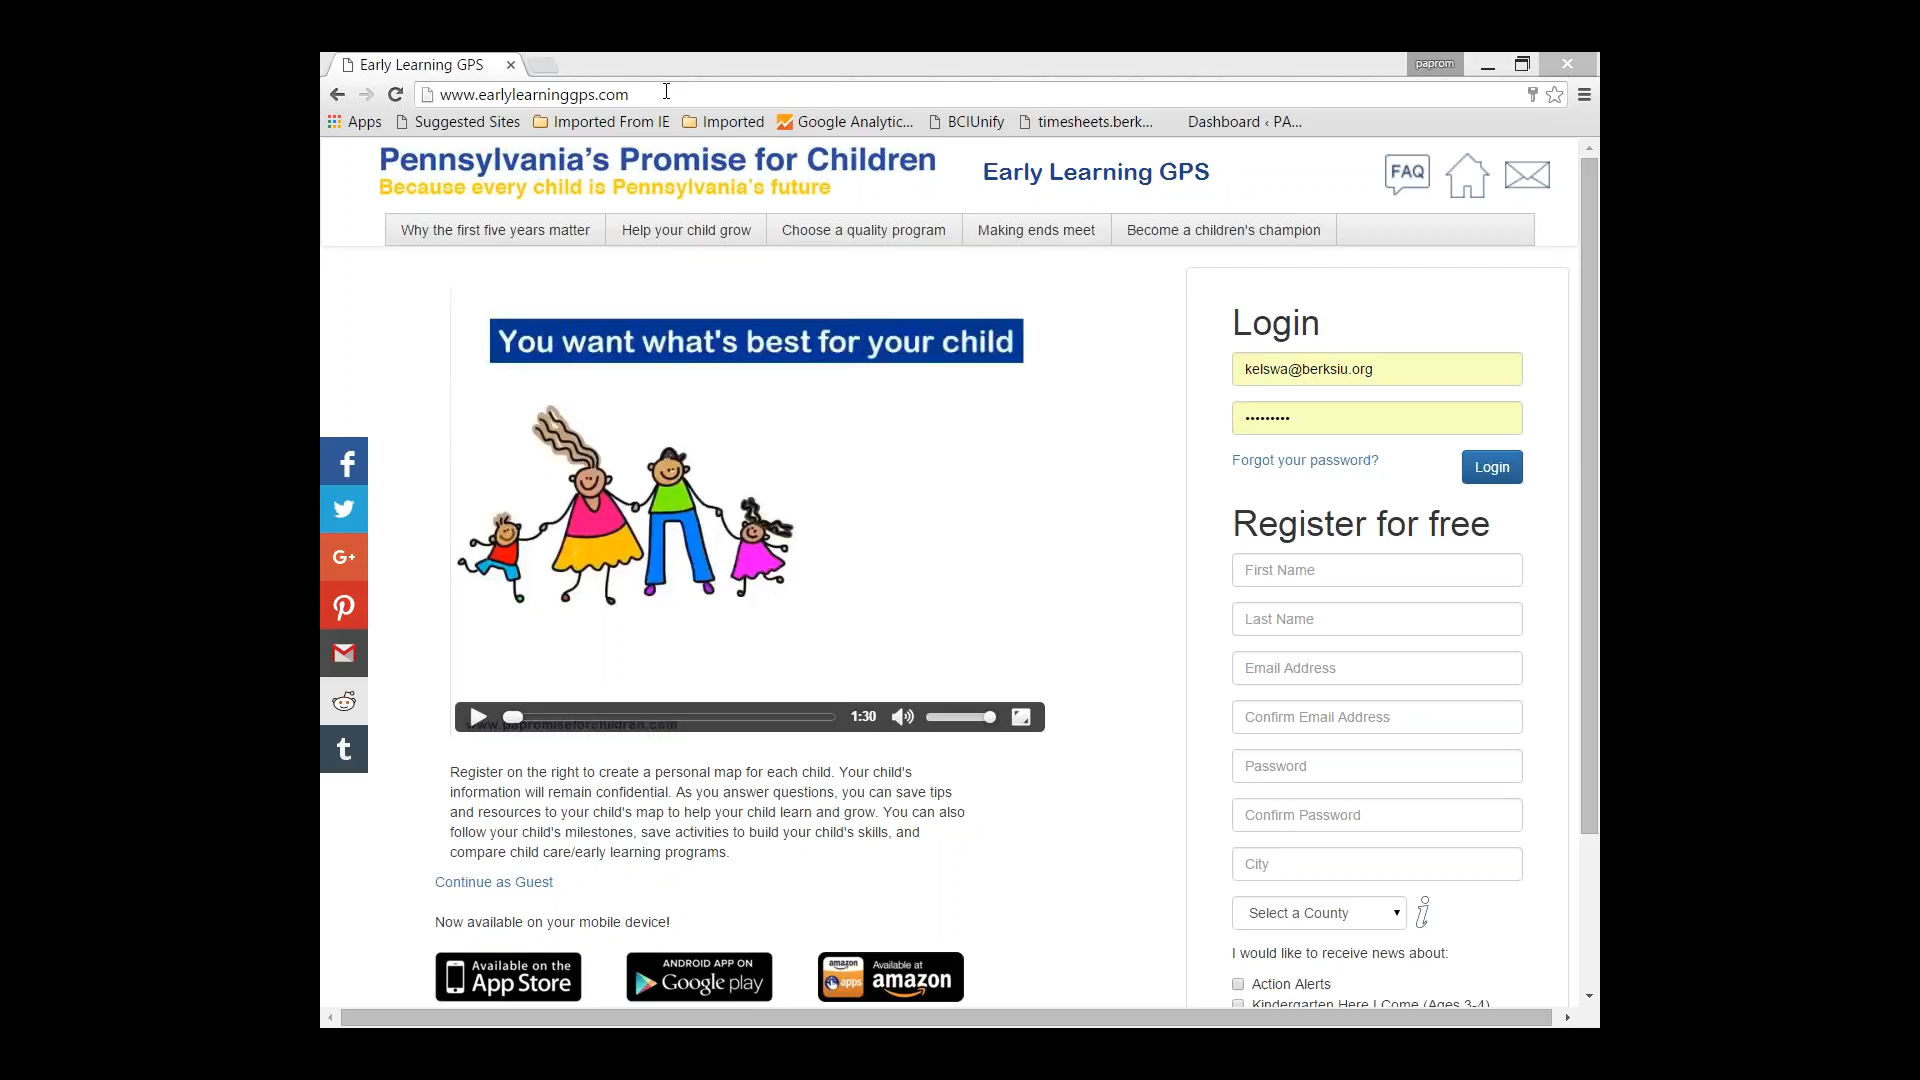 Early Learning GPS
paprom
www.earlylearninggps.com
Apps Suggested Sites Imported From IE Imported Google Analytic... BCIUnify timesheets.berk... Dashboard ‹ PA...
Pennsylvania's Promise for Children
Because every child is Pennsylvania's future
Early Learning GPS
FAQ
Why the first five years matter Help your child grow Choose a quality program Making ends meet Become a children's champion
You want what's best for your child
1:30
www.papromiseforchildren.com
Register on the right to create a personal map for each child. Your child's
information will remain confidential. As you answer questions, you can save tips
and resources to your child's map to help your child learn and grow. You can also
follow your child's milestones, save activities to build your child's skills, and
compare child care/early learning programs.
Continue as Guest
Now available on your mobile device!
Available on the
App Store
ANDROID APP ON
Google play
amazon
apps
Available at
amazon
Login
kelswa@berksiu.org
•••••••••
Forgot your password?
Login
Register for free
First Name
Last Name
Email Address
Confirm Email Address
Password
Confirm Password
City
Select a County
I would like to receive news about:
Action Alerts
Kindergarten Here I Come (Ages 3-4)